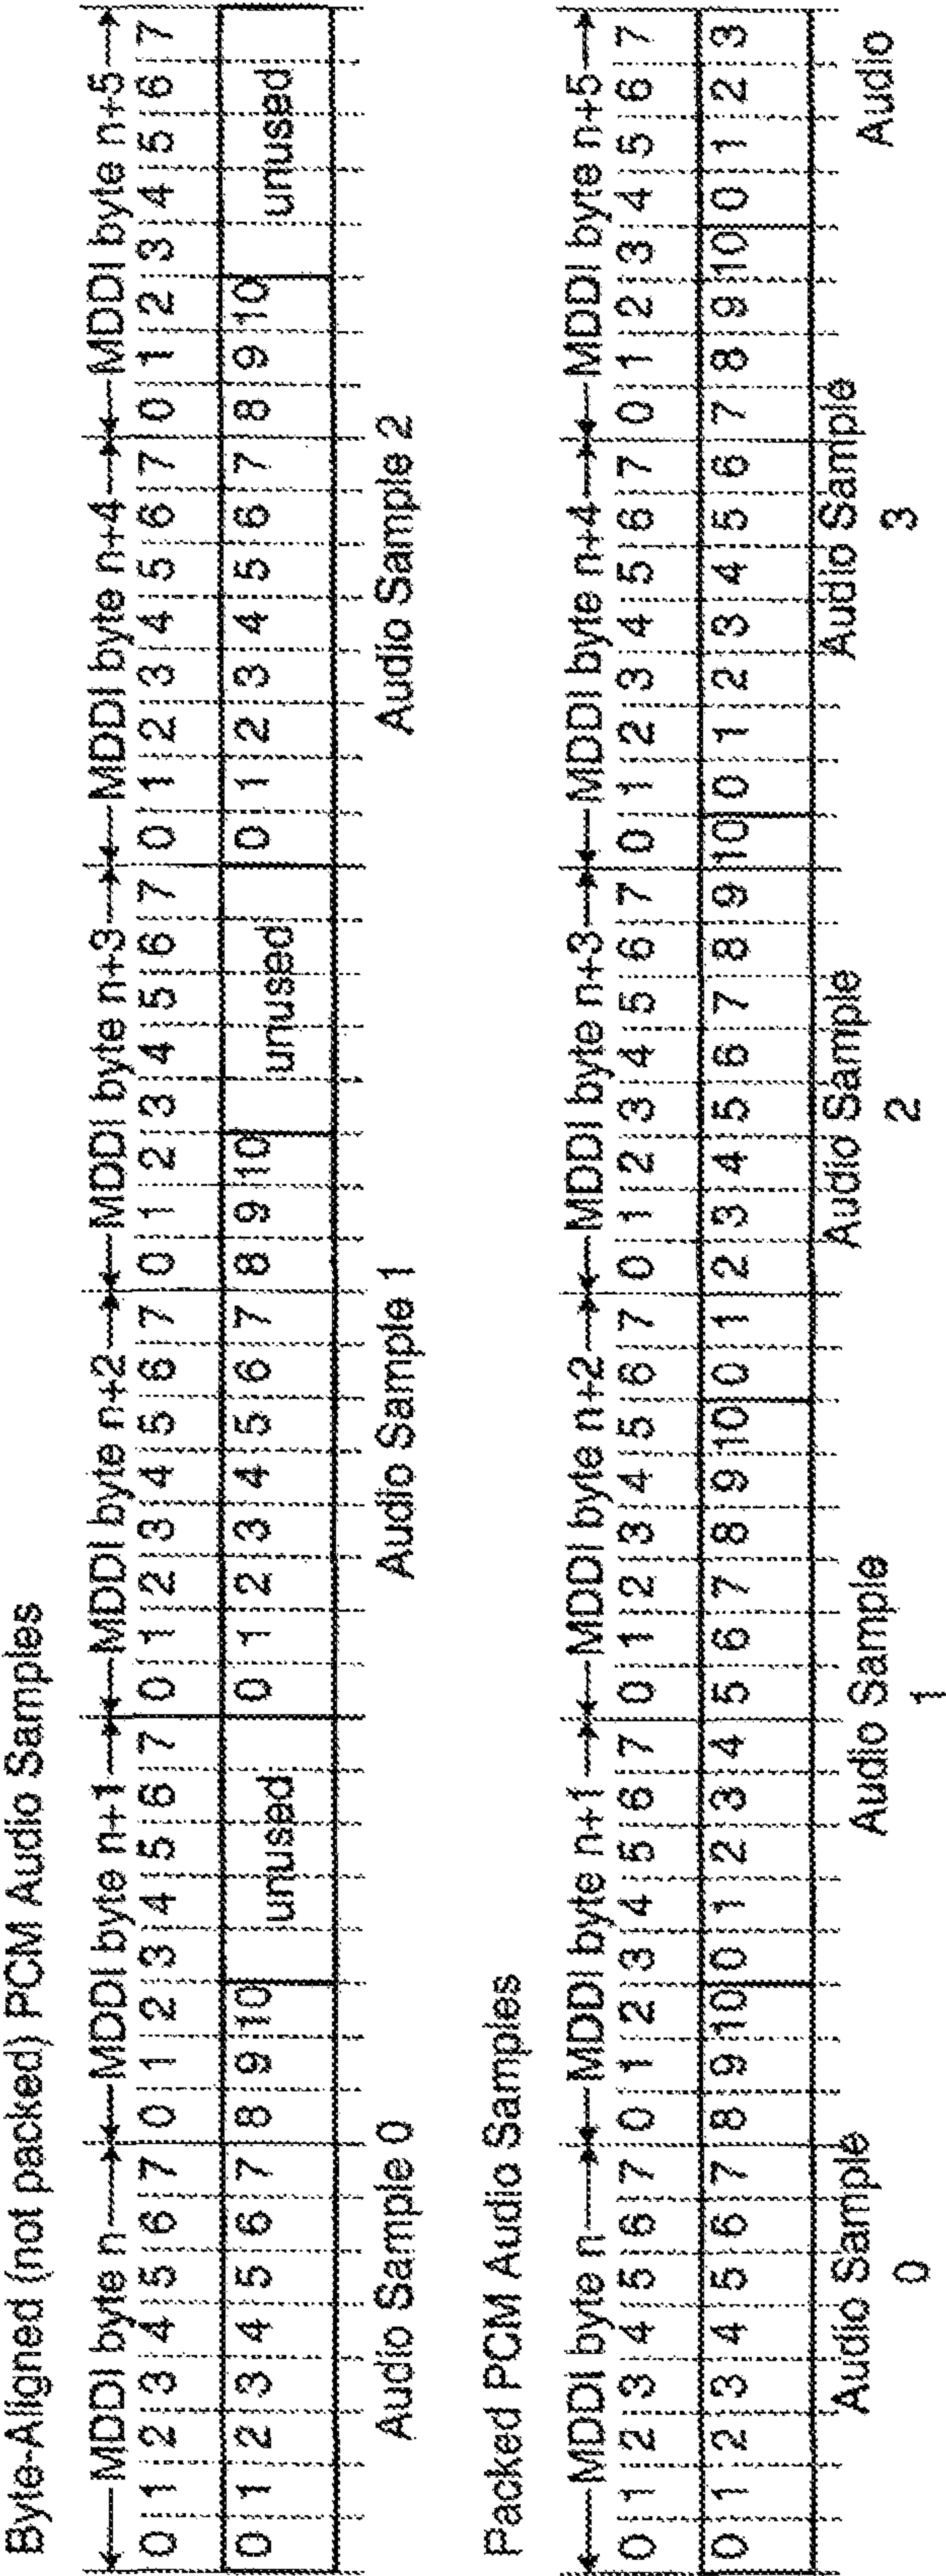 Byte-Aligned (not packed) PCM Audio Samples
MDDI byte n MDDI byte n+1 MDDI byte n+2 MDDI byte n+3 MDDI byte n+4 MDDI byte n+5
0 1 2 3 4 5 6 7 0 1 2 3 4 5 6 7 0 1 2 3 4 5 6 7 0 1 2 3 4 5 6 7 0 1 2 3 4 5 6 7 0 1 2 3 4 5 6 7
0 1 2 3 4 5 6 7 8 9 10 unused 0 1 2 3 4 5 6 7 8 9 10 unused 0 1 2 3 4 5 6 7 8 9 10 unused
Audio Sample 0 Audio Sample 1 Audio Sample 2
Packed PCM Audio Samples
MDDI byte n MDDI byte n+1 MDDI byte n+2 MDDI byte n+3 MDDI byte n+4 MDDI byte n+5
0 1 2 3 4 5 6 7 0 1 2 3 4 5 6 7 0 1 2 3 4 5 6 7 0 1 2 3 4 5 6 7 0 1 2 3 4 5 6 7 0 1 2 3 4 5 6 7
0 1 2 3 4 5 6 7 8 9 10 0 1 2 3 4 5 6 7 8 9 10 0 1 2 3 4 5 6 7 8 9 10 0 1 2 3 4 5 6 7 8 9 10 0 1 2 3
Audio Sample Audio Sample Audio Sample Audio Sample Audio
0 1 2 3